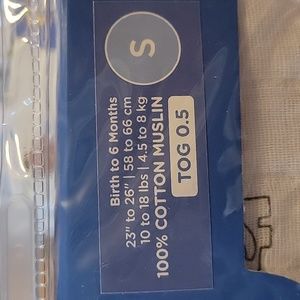 S
Birth to 6 Months
23" to 26" | 58 to 66 cm
10 to 18 lbs | 4.5 to 8 kg
100% COTTON MUSLIN
TOG 0.5